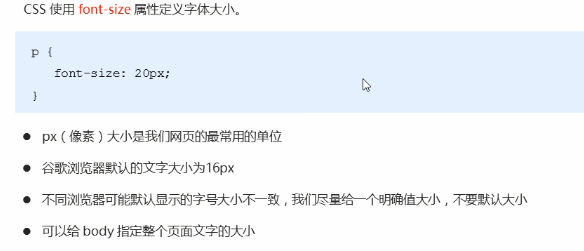 CSS 使用 font-size 属性定义字体大小。
p {
font-size: 20px;
}
● px（像素）大小是我们网页的最常用的单位
● 谷歌浏览器默认的文字大小为16px
● 不同浏览器可能默认显示的字号大小不一致，我们尽量给一个明确值大小，不要默认大小
● 可以给 body 指定整个页面文字的大小